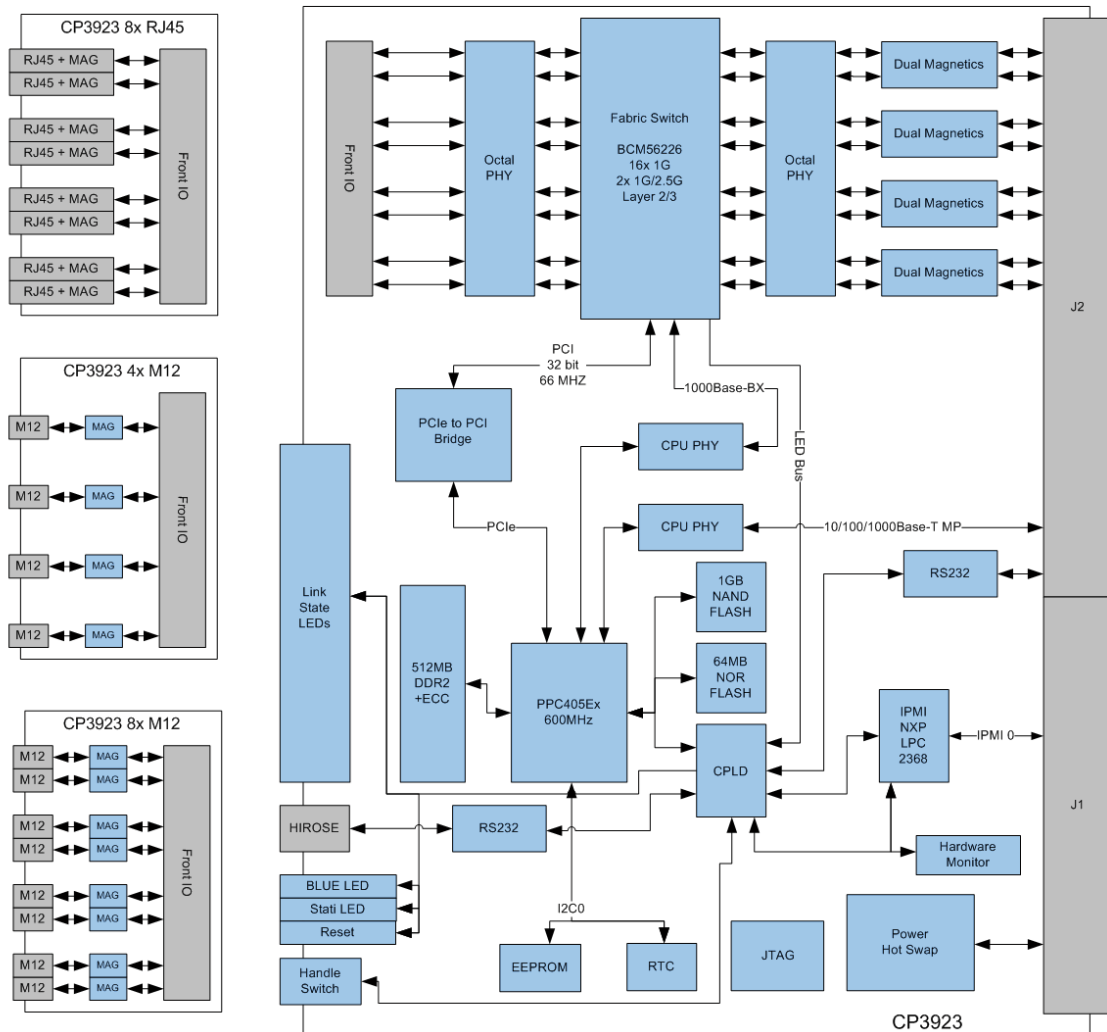 CP3923 8x RJ45
RJ45 + MAG
RJ45 + MAG
RJ45 + MAG
RJ45 + MAG
RJ45 + MAG
RJ45 + MAG
RJ45 + MAG
RJ45 + MAG
Front IO
CP3923 4x M12
M12
MAG
M12
MAG
M12
MAG
M12
MAG
Front IO
CP3923 8x M12
M12
MAG
M12
MAG
M12
MAG
M12
MAG
M12
MAG
M12
MAG
M12
MAG
M12
MAG
Front IO
Front IO
Octal
PHY
Fabric Switch
BCM56226
16x 1G
2x 1G/2.5G
Layer 2/3
Octal
PHY
Dual Magnetics
Dual Magnetics
Dual Magnetics
Dual Magnetics
J2
PCI
32 bit
66 MHZ
1000Base-BX
PCIe to PCI
Bridge
CPU PHY
LED Bus
PCIe
CPU PHY
10/100/1000Base-T MP
RS232
Link
State
LEDs
512MB
DDR2
+ECC
1GB
NAND
FLASH
PPC405Ex
600MHz
64MB
NOR
FLASH
CPLD
IPMI
NXP
LPC
2368
IPMI 0
J1
HIROSE
RS232
Hardware
Monitor
BLUE LED
Stati LED
Reset
I2C0
EEPROM
RTC
JTAG
Power
Hot Swap
Handle
Switch
CP3923